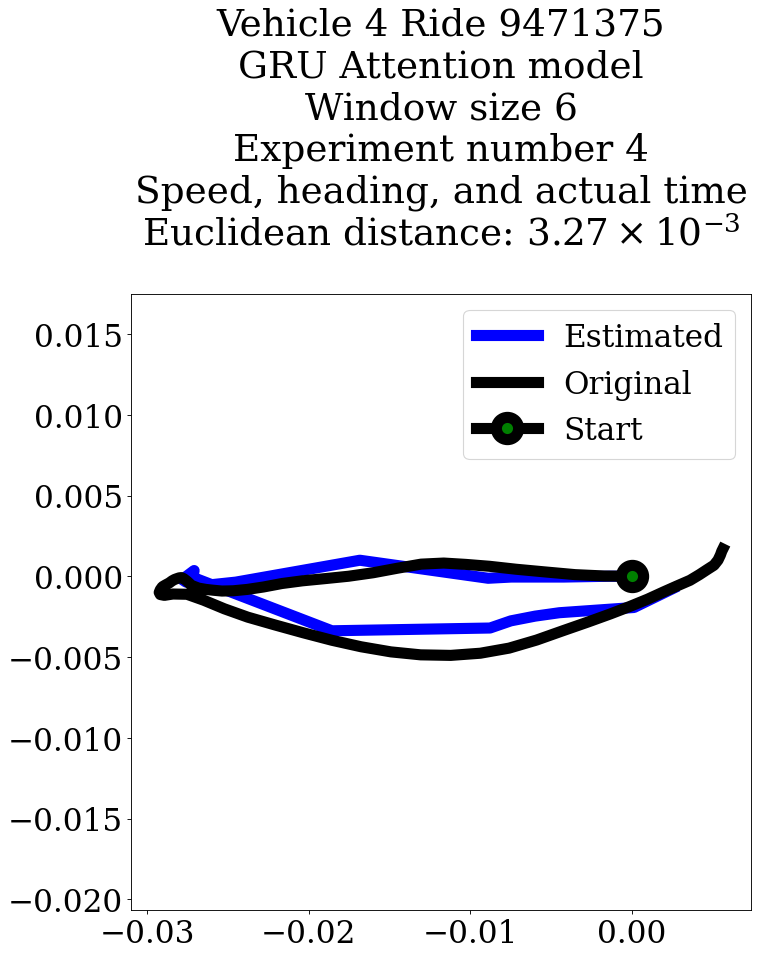 Vehicle 4 Ride 9471375
GRU Attention model
Window size 6
Experiment number 4
Speed, heading, and actual time
Euclidean distance: 3.27 × 10⁻³
Estimated
Original
Start
0.015
0.010
0.005
0.000
−0.005
−0.010
−0.015
−0.020
−0.03
−0.02
−0.01
0.00